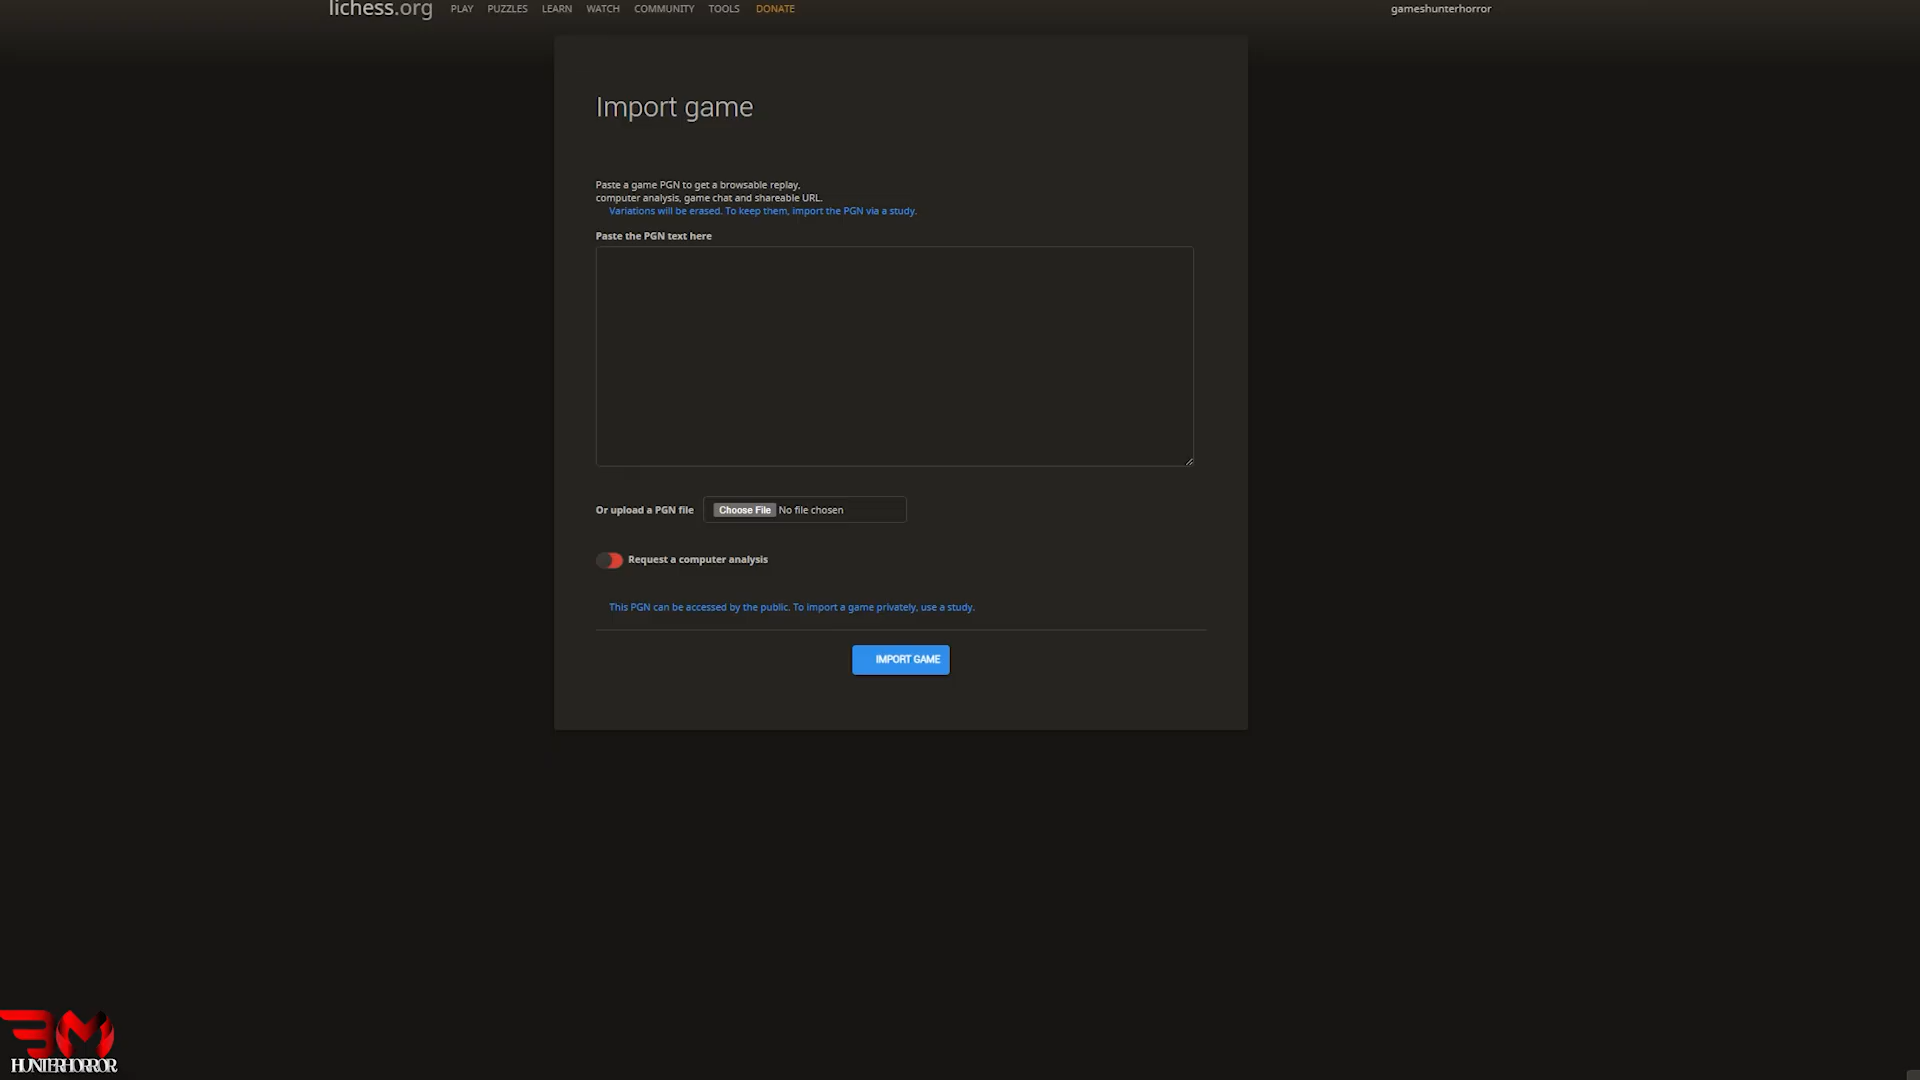 lichess.org PLAY PUZZLES LEARN WATCH COMMUNITY TOOLS DONATE gameshunterhorror
Import game
Paste a game PGN to get a browsable replay,
computer analysis, game chat and shareable URL.
Variations will be erased. To keep them, import the PGN via a study.
Paste the PGN text here
Or upload a PGN file Choose File No file chosen
Request a computer analysis
This PGN can be accessed by the public. To import a game privately, use a study.
IMPORT GAME
3M
HUNTERHORROR